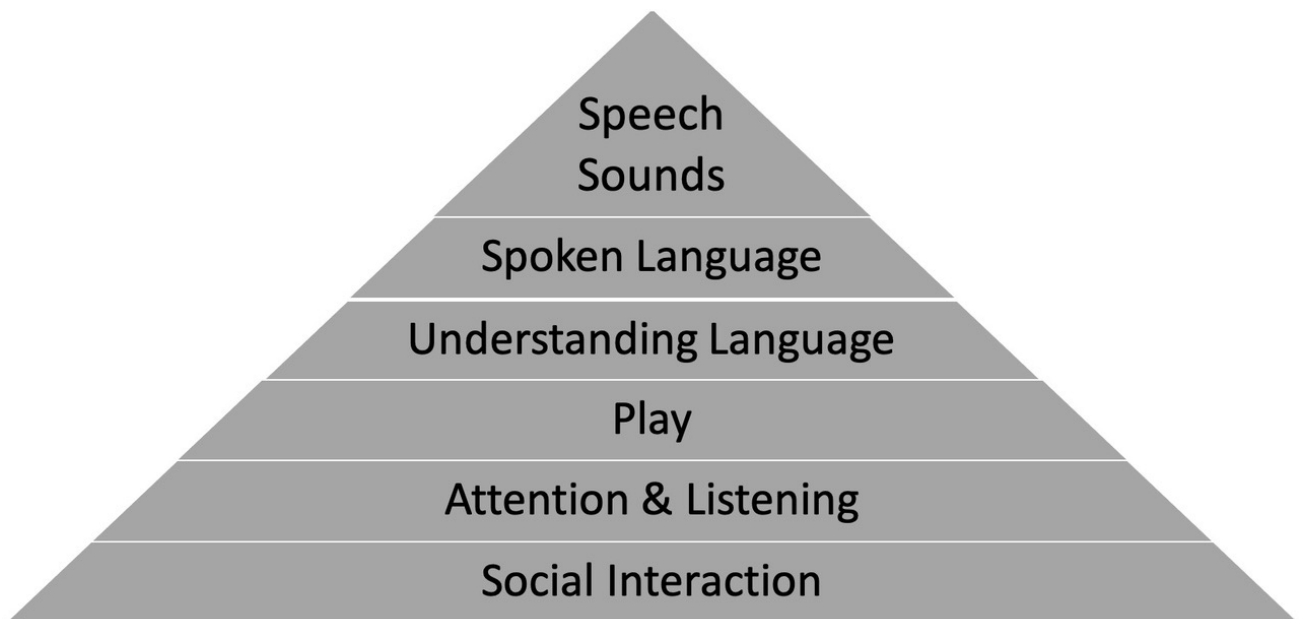 Speech
Sounds
Spoken Language
Understanding Language
Play
Attention & Listening
Social Interaction